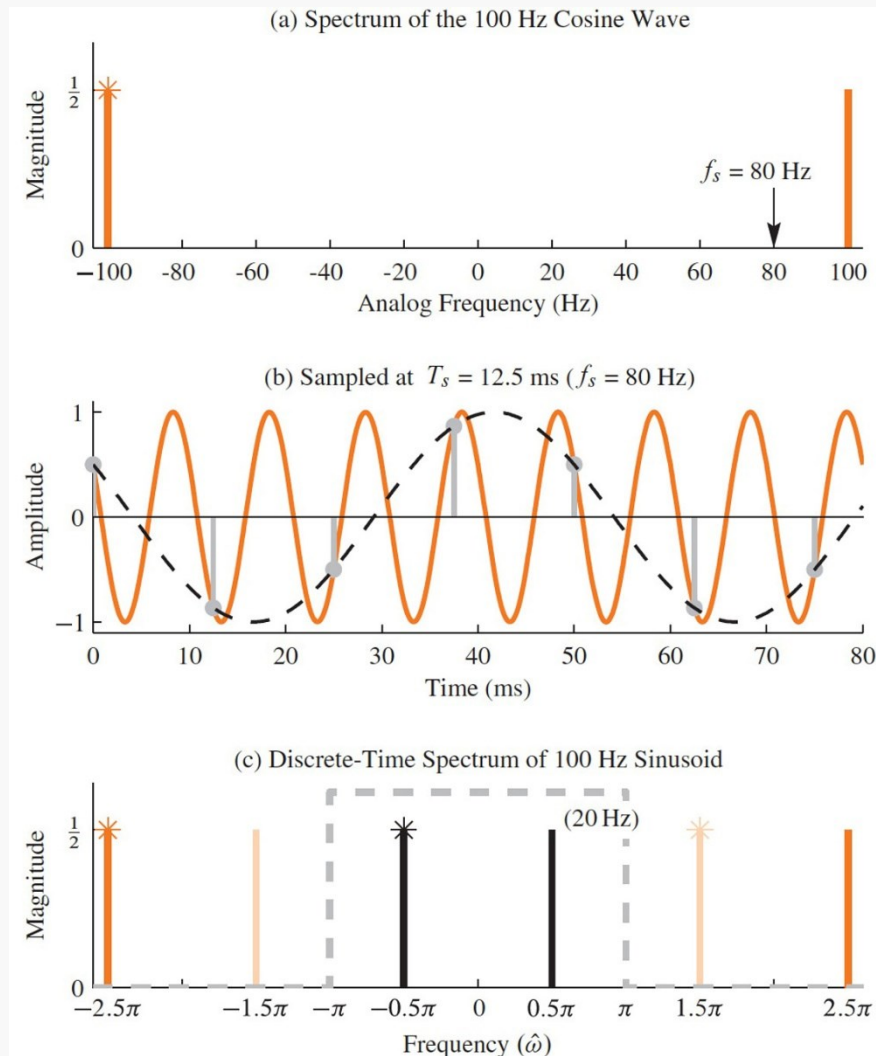 (a) Spectrum of the 100 Hz Cosine Wave
Magnitude
1/2
0
f_s = 80 Hz
−100 -80 -60 -40 -20 0 20 40 60 80 100
Analog Frequency (Hz)
(b) Sampled at T_s = 12.5 ms (f_s = 80 Hz)
Amplitude
1
0
−1
0 10 20 30 40 50 60 70 80
Time (ms)
(c) Discrete-Time Spectrum of 100 Hz Sinusoid
Magnitude
1/2
0
(20 Hz)
−2.5π −1.5π −π −0.5π 0 0.5π π 1.5π 2.5π
Frequency (ω̂)